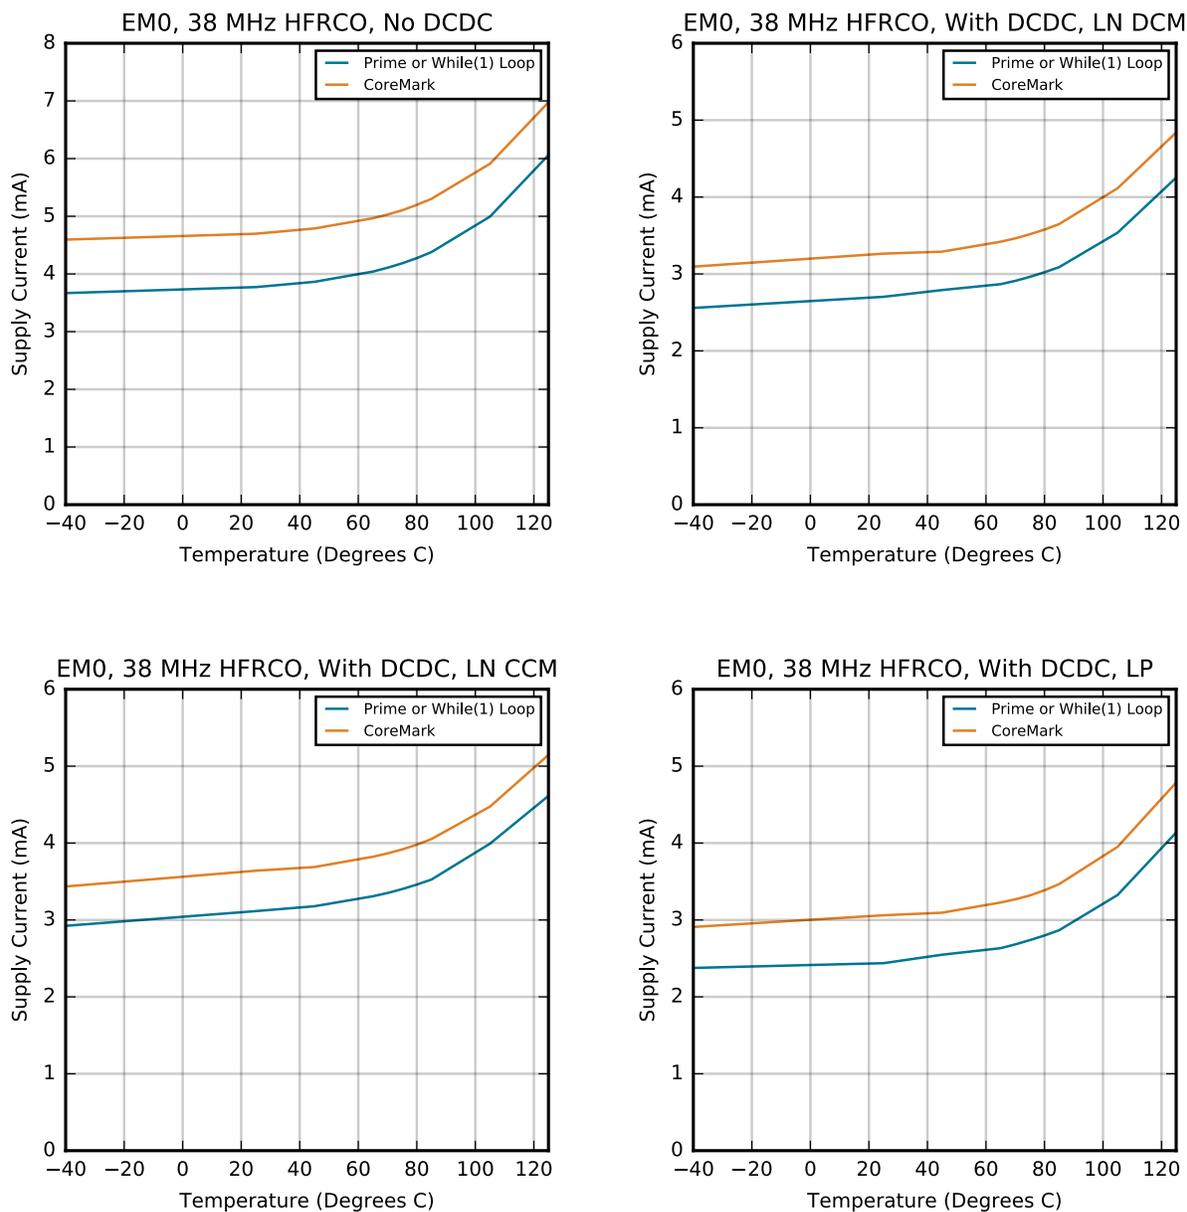 EM0, 38 MHz HFRCO, No DCDC
8
7
6
5
4
3
2
1
0
Supply Current (mA)
Prime or While(1) Loop
CoreMark
−40 −20 0 20 40 60 80 100 120
Temperature (Degrees C)
EM0, 38 MHz HFRCO, With DCDC, LN DCM
6
5
4
3
2
1
0
Supply Current (mA)
Prime or While(1) Loop
CoreMark
−40 −20 0 20 40 60 80 100 120
Temperature (Degrees C)
EM0, 38 MHz HFRCO, With DCDC, LN CCM
6
5
4
3
2
1
0
Supply Current (mA)
Prime or While(1) Loop
CoreMark
−40 −20 0 20 40 60 80 100 120
Temperature (Degrees C)
EM0, 38 MHz HFRCO, With DCDC, LP
6
5
4
3
2
1
0
Supply Current (mA)
Prime or While(1) Loop
CoreMark
−40 −20 0 20 40 60 80 100 120
Temperature (Degrees C)